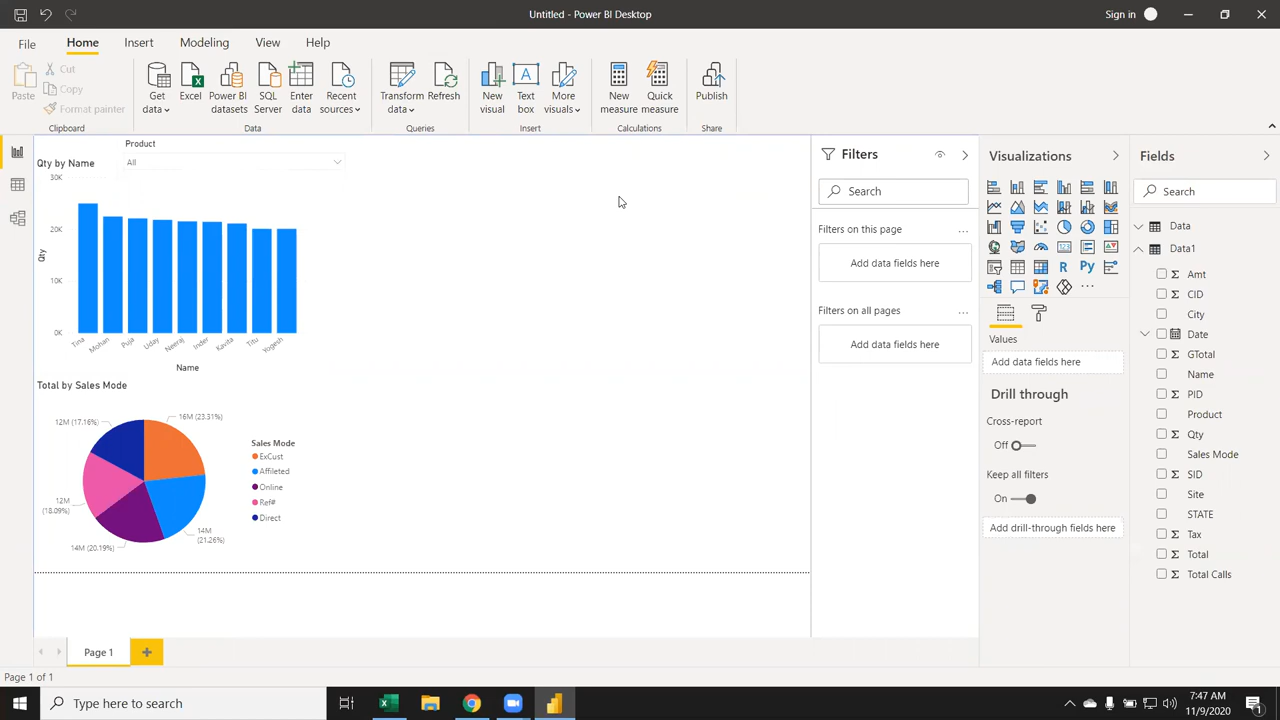 Untitled - Power BI Desktop
Sign in
File
Home
Insert
Modeling
View
Help
Paste
Cut
Copy
Format painter
Clipboard
Get data
Excel
Power BI datasets
SQL Server
Enter data
Recent sources
Data
Transform data
Refresh
Queries
New visual
Text box
More visuals
Insert
New measure
Quick measure
Calculations
Publish
Share
Product
All
Qty by Name
30K
20K
10K
0K
Qty
Tina
Mohan
Puja
Uday
Neeraj
Inder
Kavita
Titu
Yogesh
Name
Total by Sales Mode
12M (17.16%)
16M (23.31%)
12M (18.09%)
14M (20.19%)
14M (21.26%)
Sales Mode
ExCust
Affileted
Online
Ref#
Direct
Filters
Search
Filters on this page
Add data fields here
Filters on all pages
Add data fields here
Visualizations
R
Py
Values
Add data fields here
Drill through
Cross-report
Off
Keep all filters
On
Add drill-through fields here
Fields
Search
Data
Data1
Σ Amt
Σ CID
City
Date
Σ GTotal
Name
Σ PID
Product
Σ Qty
Sales Mode
Σ SID
Site
STATE
Σ Tax
Σ Total
Σ Total Calls
Page 1
Page 1 of 1
Type here to search
7:47 AM
11/9/2020